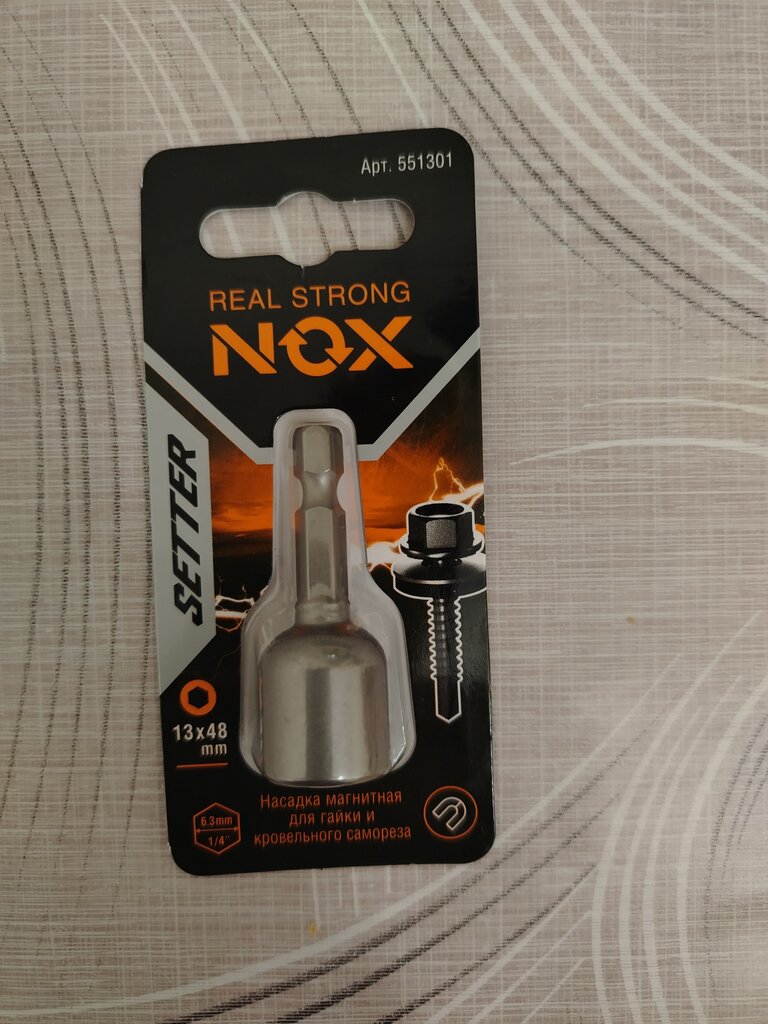 Арт. 551301
REAL STRONG
NOX
SETTER
13x48
mm
6.3mm
1/4"
Насадка магнитная
для гайки и
кровельного самореза